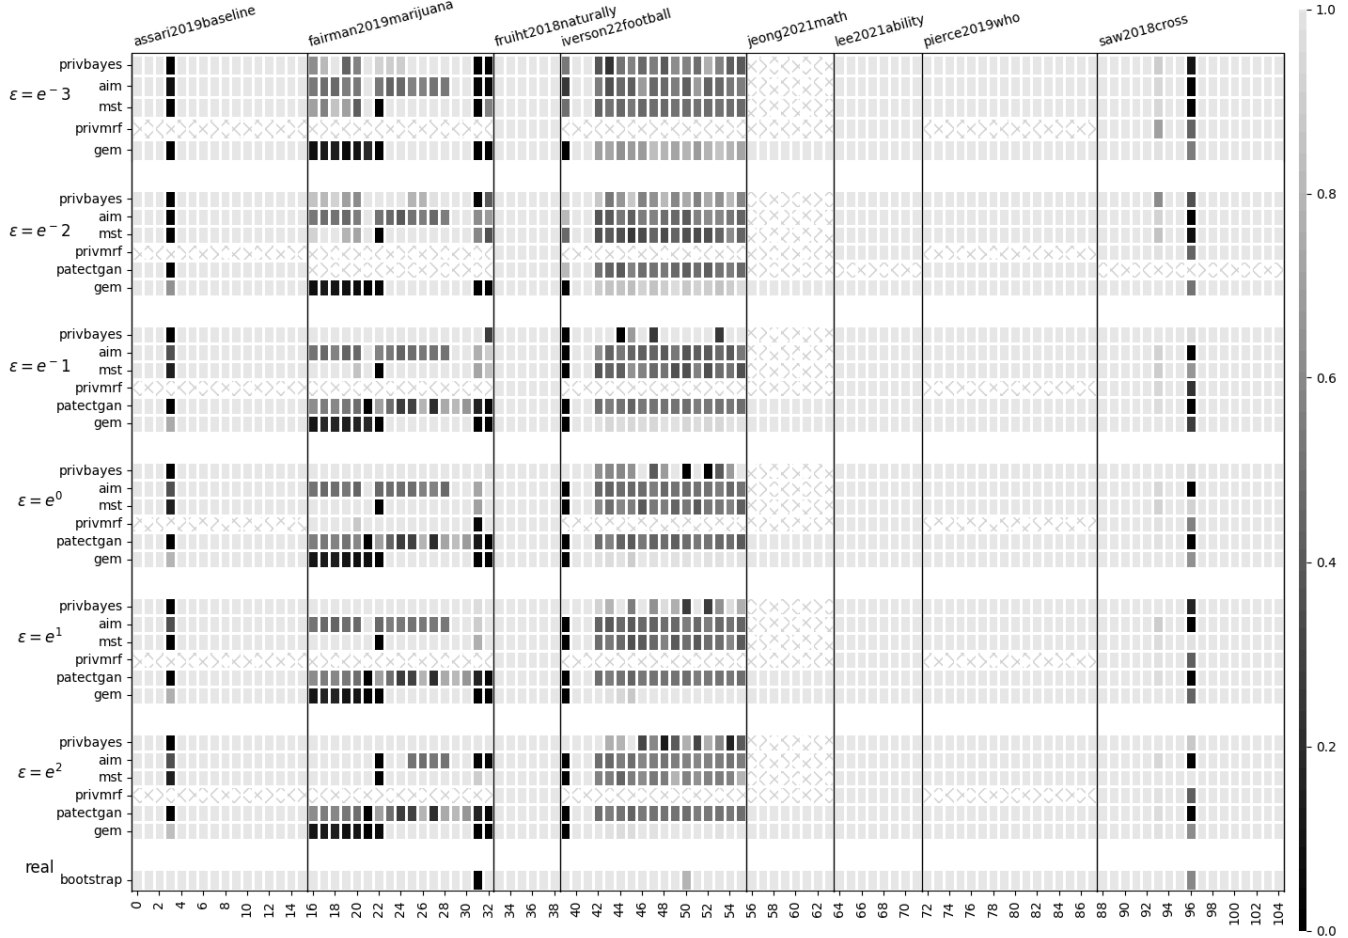 assari2019baseline fairman2019marijuana fruiht2018naturally iverson22football jeong2021math lee2021ability pierce2019who saw2018cross
1.0
privbayes
ε = e⁻3 aim
mst
privmrf
gem
0.8
privbayes
aim
ε = e⁻2 mst
privmrf
patectgan
gem
privbayes
aim
ε = e⁻1 mst
0.6
privmrf
patectgan
gem
privbayes
aim
ε = e⁰ mst
privmrf
patectgan
gem
0.4
privbayes
aim
ε = e¹ mst
privmrf
patectgan
gem
privbayes
0.2
aim
ε = e² mst
privmrf
patectgan
gem
real
bootstrap
0.0
0 2 4 6 8 10 12 14 16 18 20 22 24 26 28 30 32 34 36 38 40 42 44 46 48 50 52 54 56 58 60 62 64 66 68 70 72 74 76 78 80 82 84 86 88 90 92 94 96 98 100 102 104